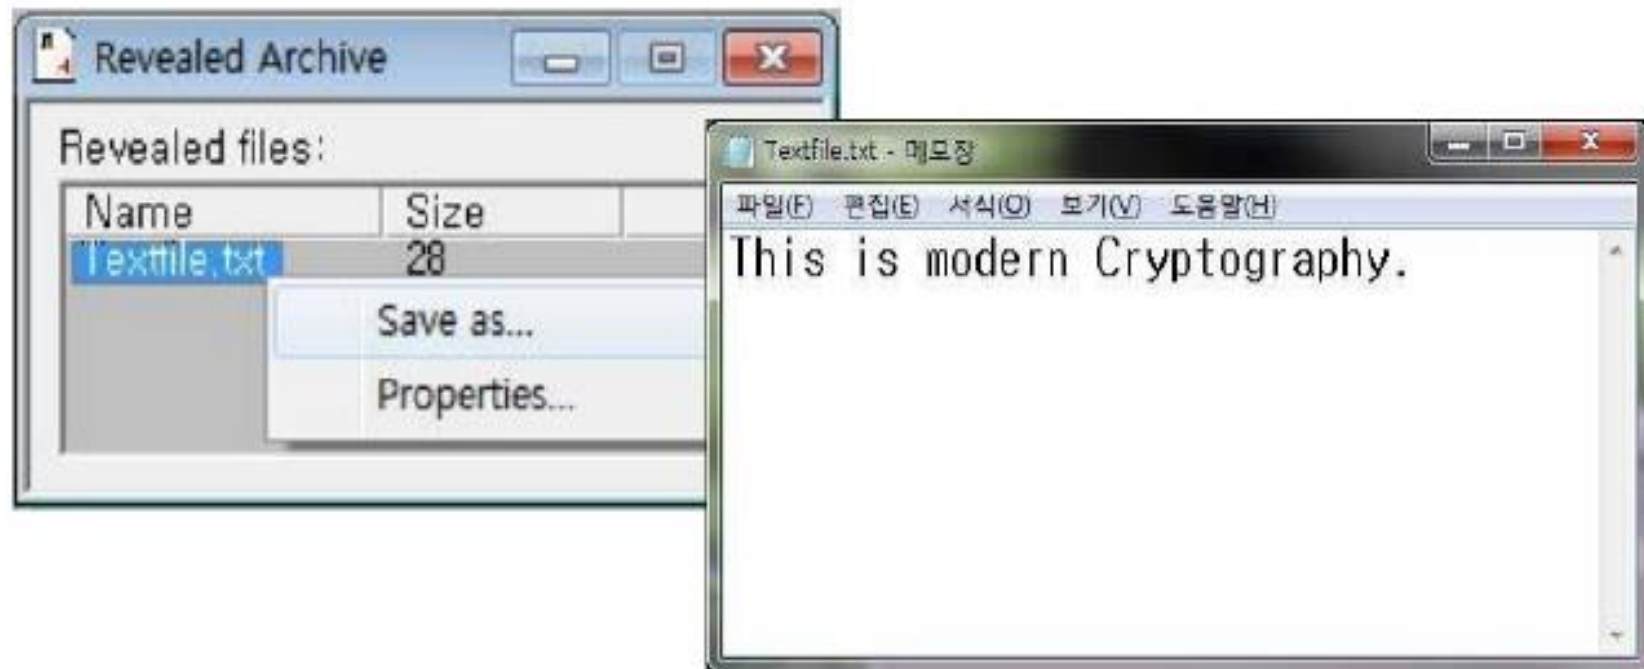 Revealed Archive
Revealed files:
Name Size
Textfile.txt 28
Save as...
Properties...
Textfile.txt - 메모장
파일(F) 편집(E) 서식(O) 보기(V) 도움말(H)
This is modern Cryptography.